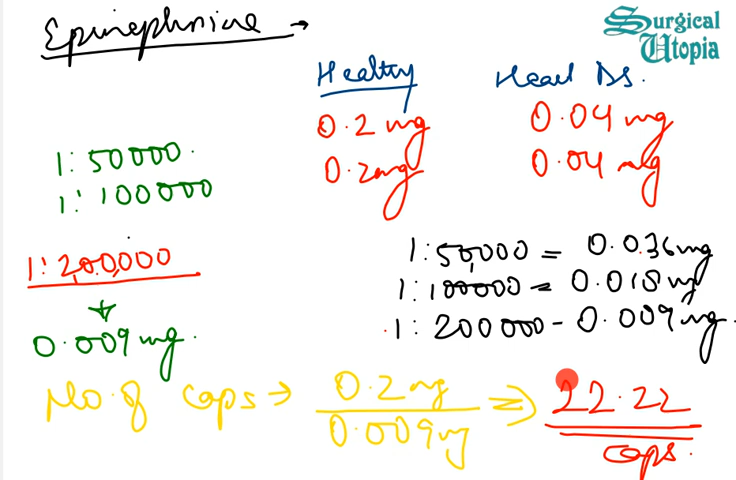 Epinephrine →
Surgical
Utopia
Healthy
Heart Ds.
0.2 mg
0.04 mg
0.2mg
0.04 mg
1:50000.
1:100000
1:200,000
0.009 mg.
1:50,000 = 0.036 mg
1:100000 = 0.018 mg
1:200000 - 0.009 mg.
No. of caps → 0.2 mg
0.009 mg
⇒ 22.22
caps.